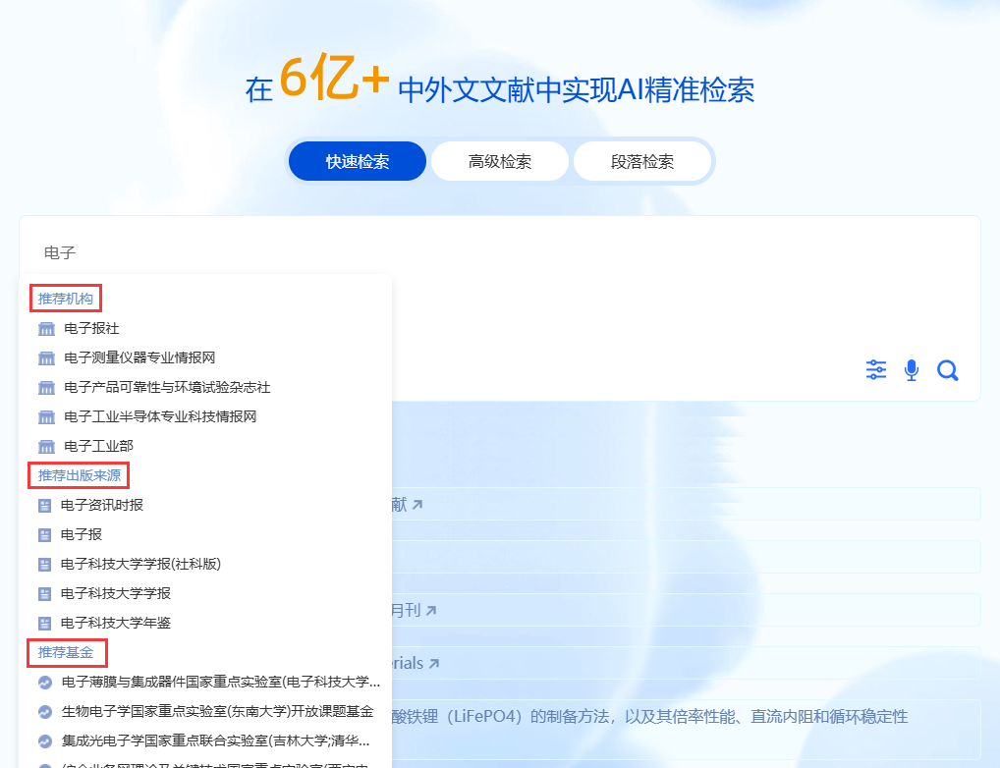 在6亿+中外文文献中实现AI精准检索
快速检索 高级检索 段落检索
电子
推荐机构
电子报社
电子测量仪器专业情报网
电子产品可靠性与环境试验杂志社
电子工业半导体专业科技情报网
电子工业部
推荐出版来源
电子资讯时报
献
电子报
电子科技大学学报(社科版)
电子科技大学学报
月刊
电子科技大学年鉴
推荐基金
erials
电子薄膜与集成器件国家重点实验室(电子科技大学...
生物电子学国家重点实验室(东南大学)开放课题基金
酸铁锂（LiFePO4）的制备方法，以及其倍率性能、直流内阻和循环稳定性
集成光电子学国家重点联合实验室(吉林大学;清华...